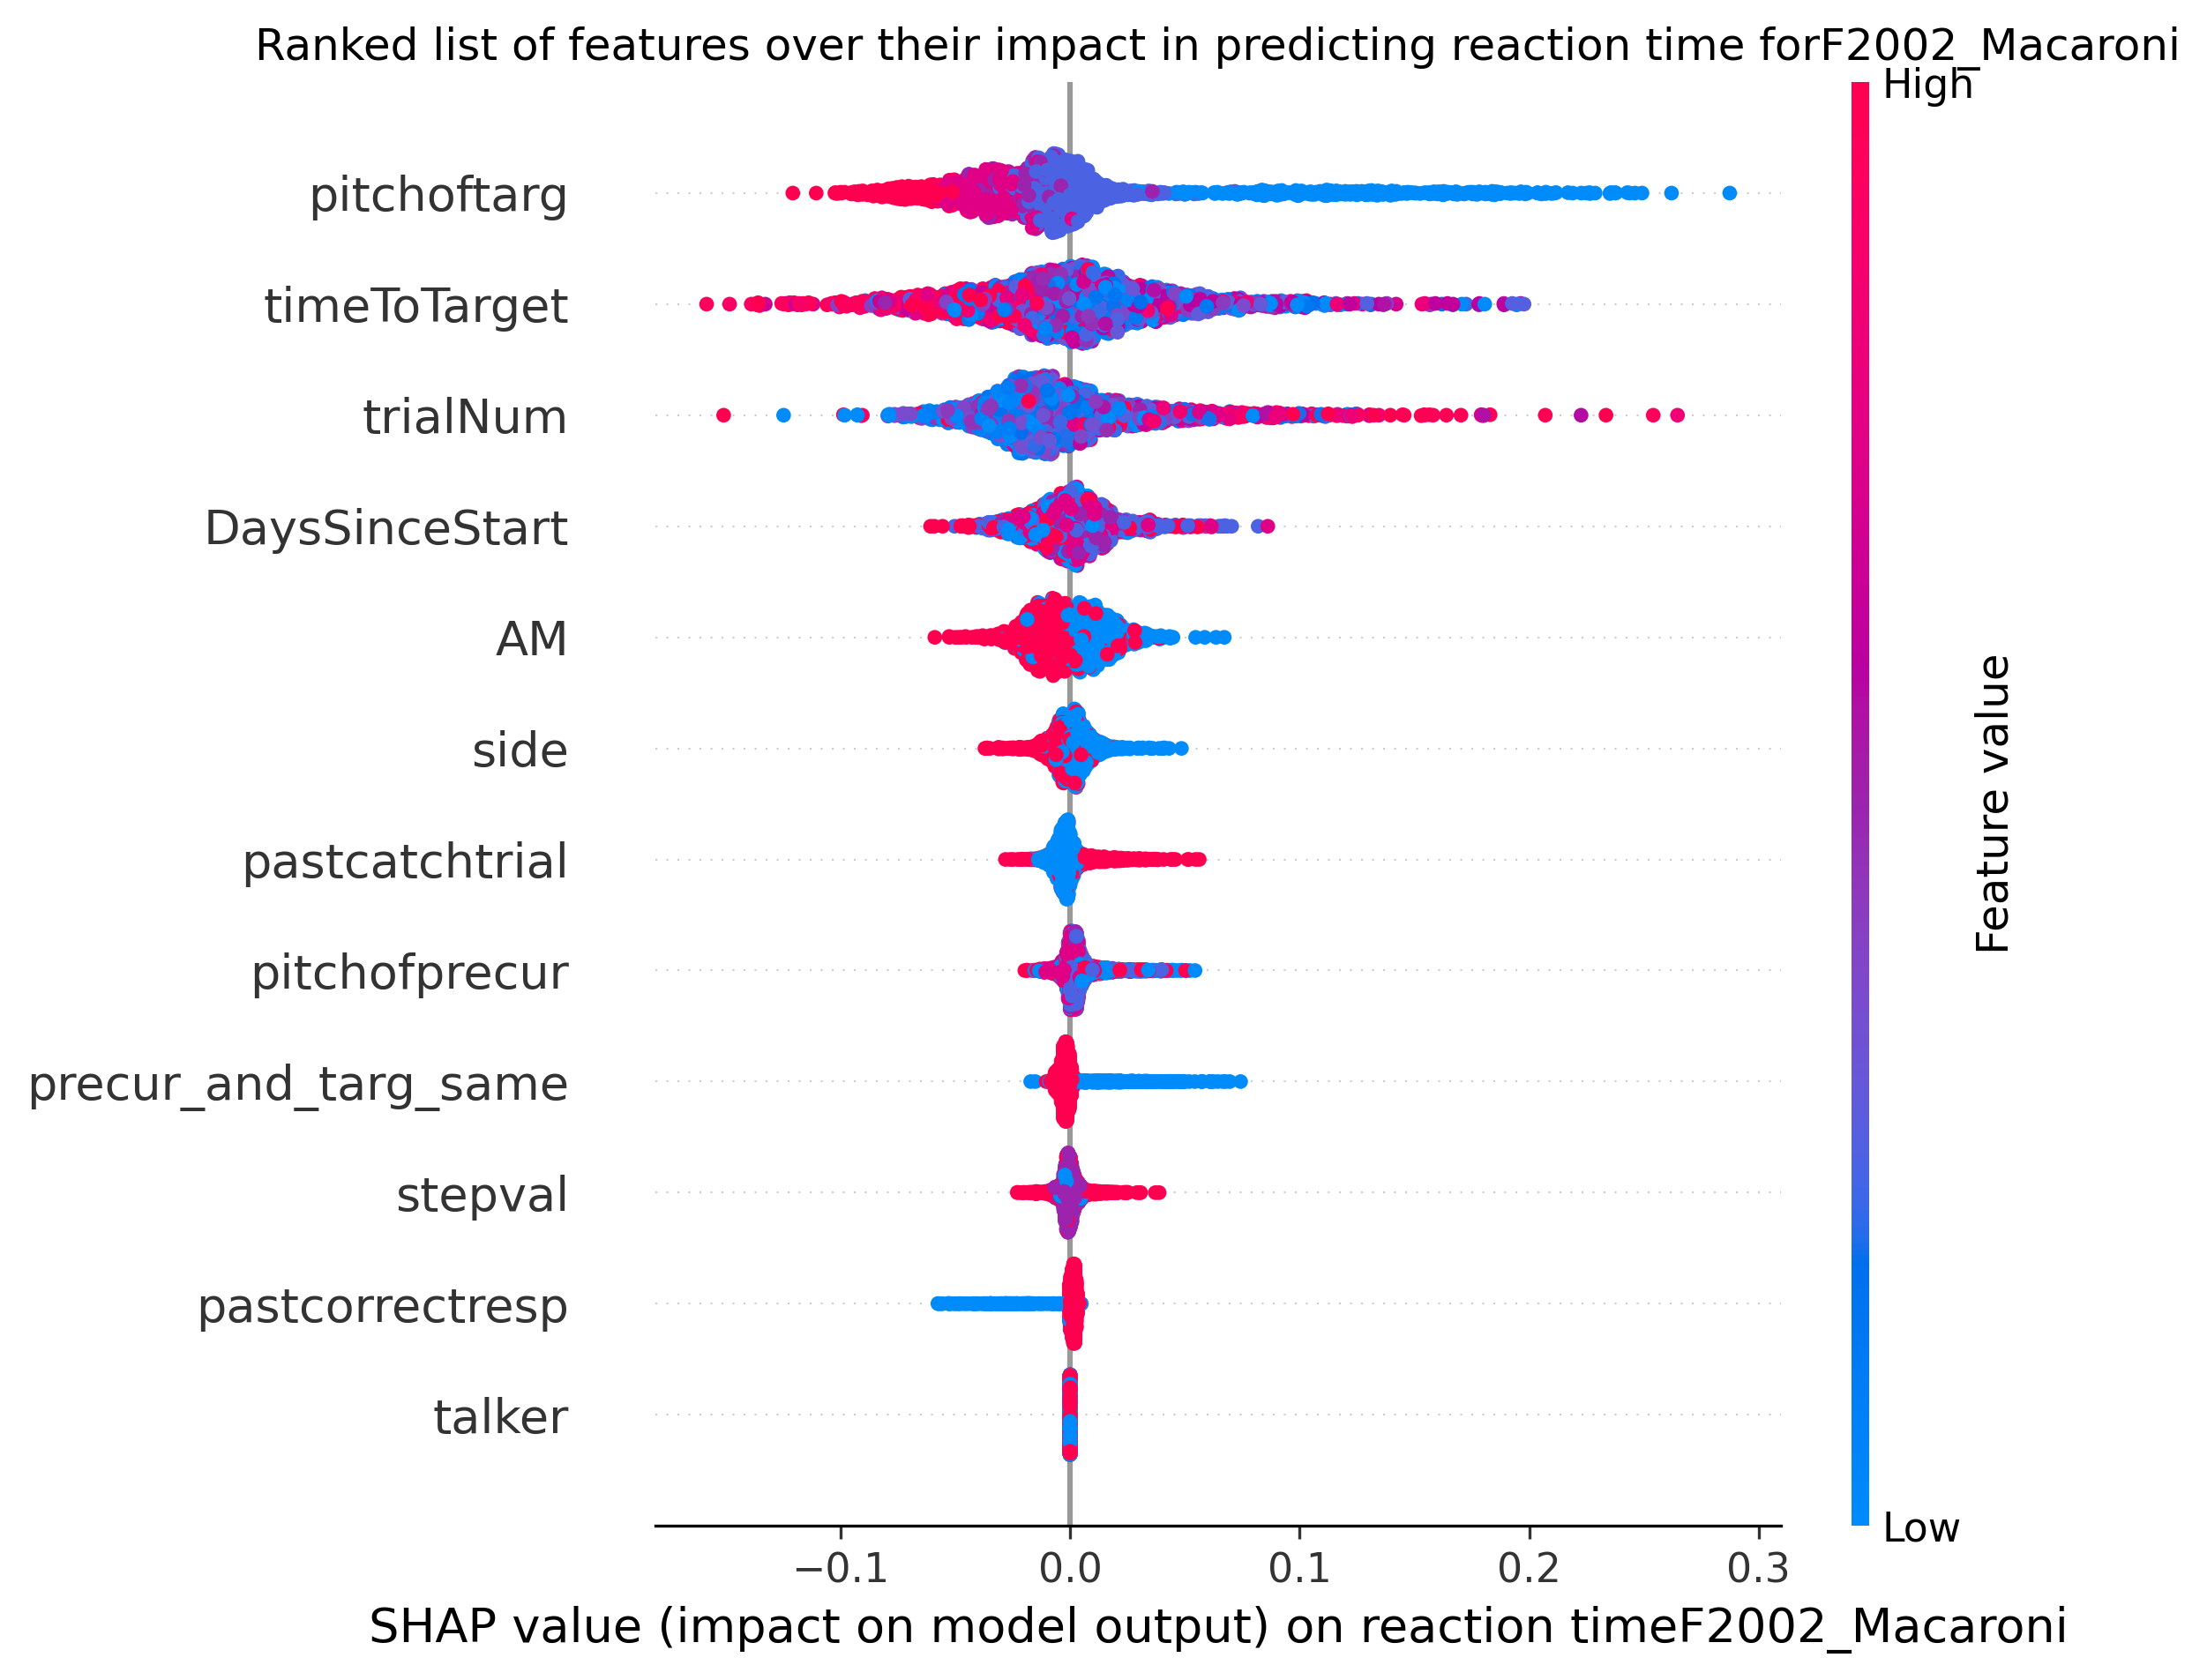 Ranked list of features over their impact in predicting reaction time forF2002_Macaroni
High
pitchoftarg
timeToTarget
trialNum
DaysSinceStart
AM
side
pastcatchtrial
pitchofprecur
precur_and_targ_same
stepval
pastcorrectresp
talker
Feature value
Low
−0.1 0.0 0.1 0.2 0.3
SHAP value (impact on model output) on reaction timeF2002_Macaroni